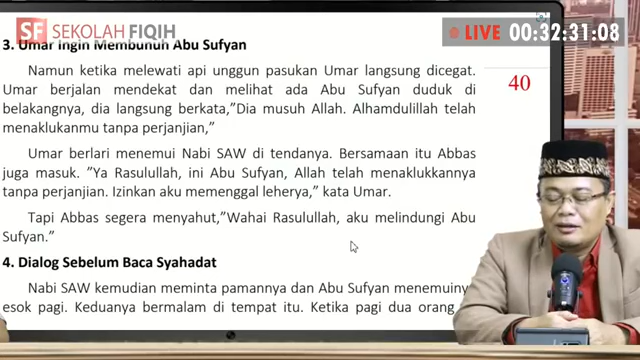 SF SEKOLAH FIQIH
LIVE 00:32:31:08
3. Umar Ingin Membunuh Abu Sufyan
40
Namun ketika melewati api unggun pasukan Umar langsung dicegat.
Umar berjalan mendekat dan melihat ada Abu Sufyan duduk di
belakangnya, dia langsung berkata,”Dia musuh Allah. Alhamdulillah telah
menaklukanmu tanpa perjanjian,”
Umar berlari menemui Nabi SAW di tendanya. Bersamaan itu Abbas
juga masuk. ”Ya Rasulullah, ini Abu Sufyan, Allah telah menaklukkannya
tanpa perjanjian. Izinkan aku memenggal leherya,” kata Umar.
Tapi Abbas segera menyahut,”Wahai Rasulullah, aku melindungi Abu
Sufyan.”
4. Dialog Sebelum Baca Syahadat
Nabi SAW kemudian meminta pamannya dan Abu Sufyan menemuiny
esok pagi. Keduanya bermalam di tempat itu. Ketika pagi dua orang